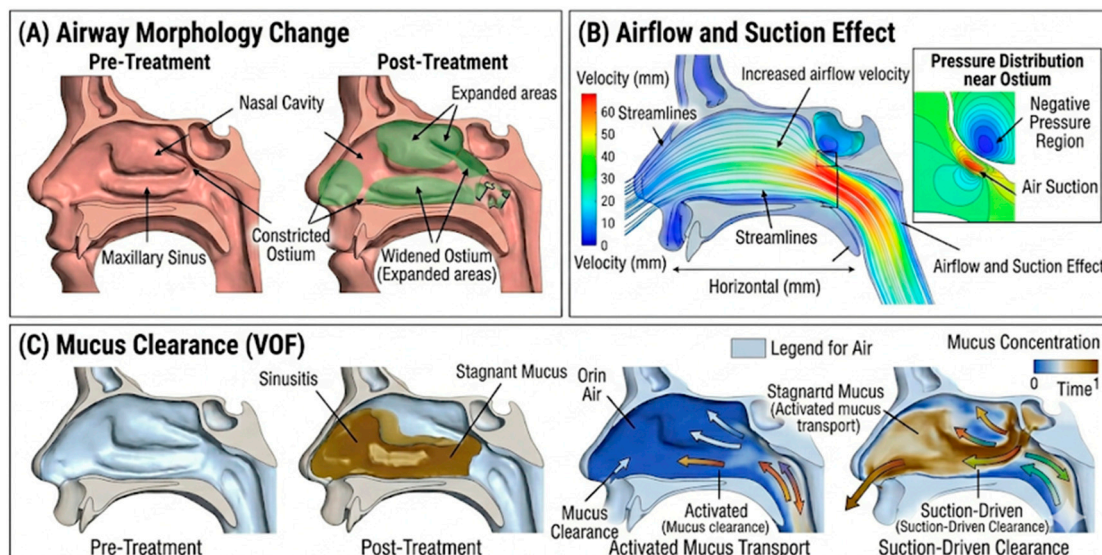 (A) Airway Morphology Change
Pre-Treatment
Post-Treatment
Nasal Cavity
Expanded areas
Maxillary Sinus
Constricted
Ostium
Widened Ostium
(Expanded areas)
(B) Airflow and Suction Effect
Velocity (mm)
60
50
40
30
20
10
0
Velocity (mm)
Streamlines
Increased airflow velocity
Streamlines
Horizontal (mm)
Airflow and Suction Effect
Pressure Distribution
near Ostium
Negative
Pressure
Region
Air Suction
(C) Mucus Clearance (VOF)
Sinusitis
Stagnant Mucus
Pre-Treatment
Post-Treatment
Legend for Air
Orin
Air
Mucus
Clearance
Activated
(Mucus clearance)
Activated Mucus Transport
Mucus Concentration
0
1
Time
Stagnartd Mucus
(Activated mucus
transport)
Suction-Driven
(Suction-Driven Clearance)
Suction-Driven Clearance